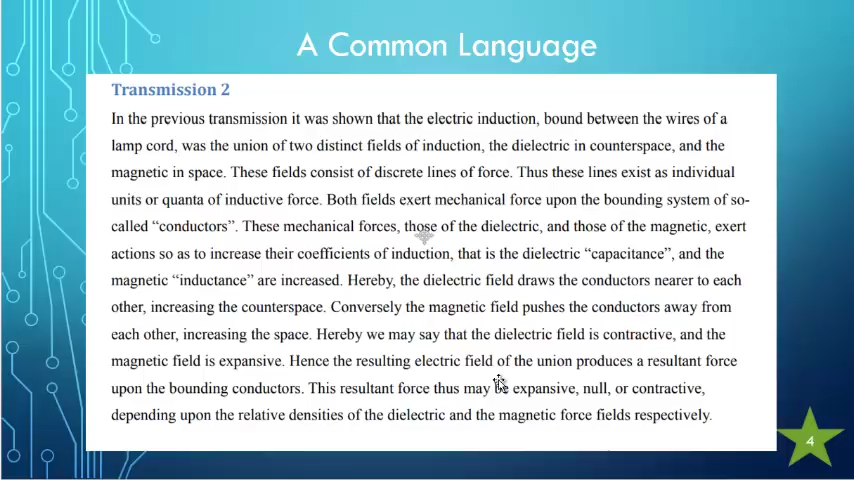 A Common Language
Transmission 2
In the previous transmission it was shown that the electric induction, bound between the wires of a
lamp cord, was the union of two distinct fields of induction, the dielectric in counterspace, and the
magnetic in space. These fields consist of discrete lines of force. Thus these lines exist as individual
units or quanta of inductive force. Both fields exert mechanical force upon the bounding system of so-
called “conductors”. These mechanical forces, those of the dielectric, and those of the magnetic, exert
actions so as to increase their coefficients of induction, that is the dielectric “capacitance”, and the
magnetic “inductance” are increased. Hereby, the dielectric field draws the conductors nearer to each
other, increasing the counterspace. Conversely the magnetic field pushes the conductors away from
each other, increasing the space. Hereby we may say that the dielectric field is contractive, and the
magnetic field is expansive. Hence the resulting electric field of the union produces a resultant force
upon the bounding conductors. This resultant force thus may be expansive, null, or contractive,
depending upon the relative densities of the dielectric and the magnetic force fields respectively.
4